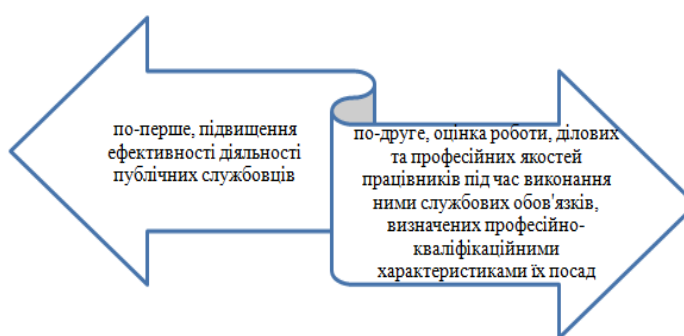 по-перше, підвищення
ефективності діяльності
публічних службовців
по-друге, оцінка роботи, ділових
та професійних якостей
працівників під час виконання
ними службових обов'язків,
визначених професійно-
кваліфікаційними
характеристиками їх посад